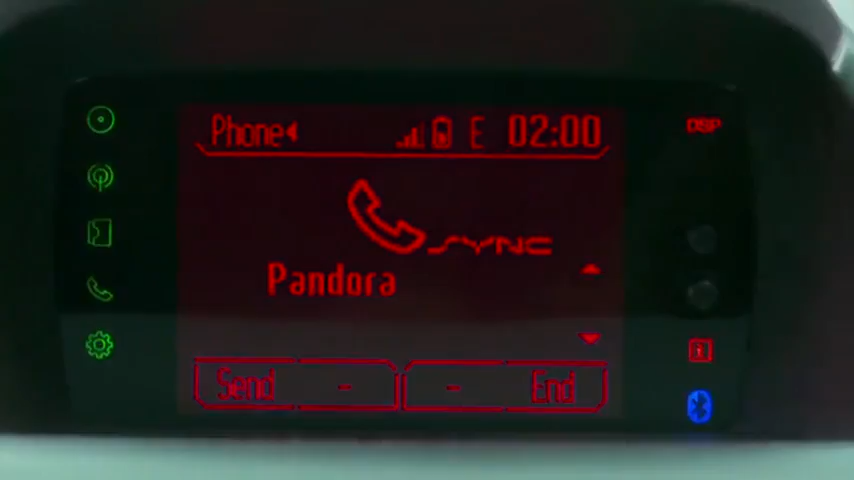 Phone E 02:00 DSP
SYNC
Pandora
Send - - End